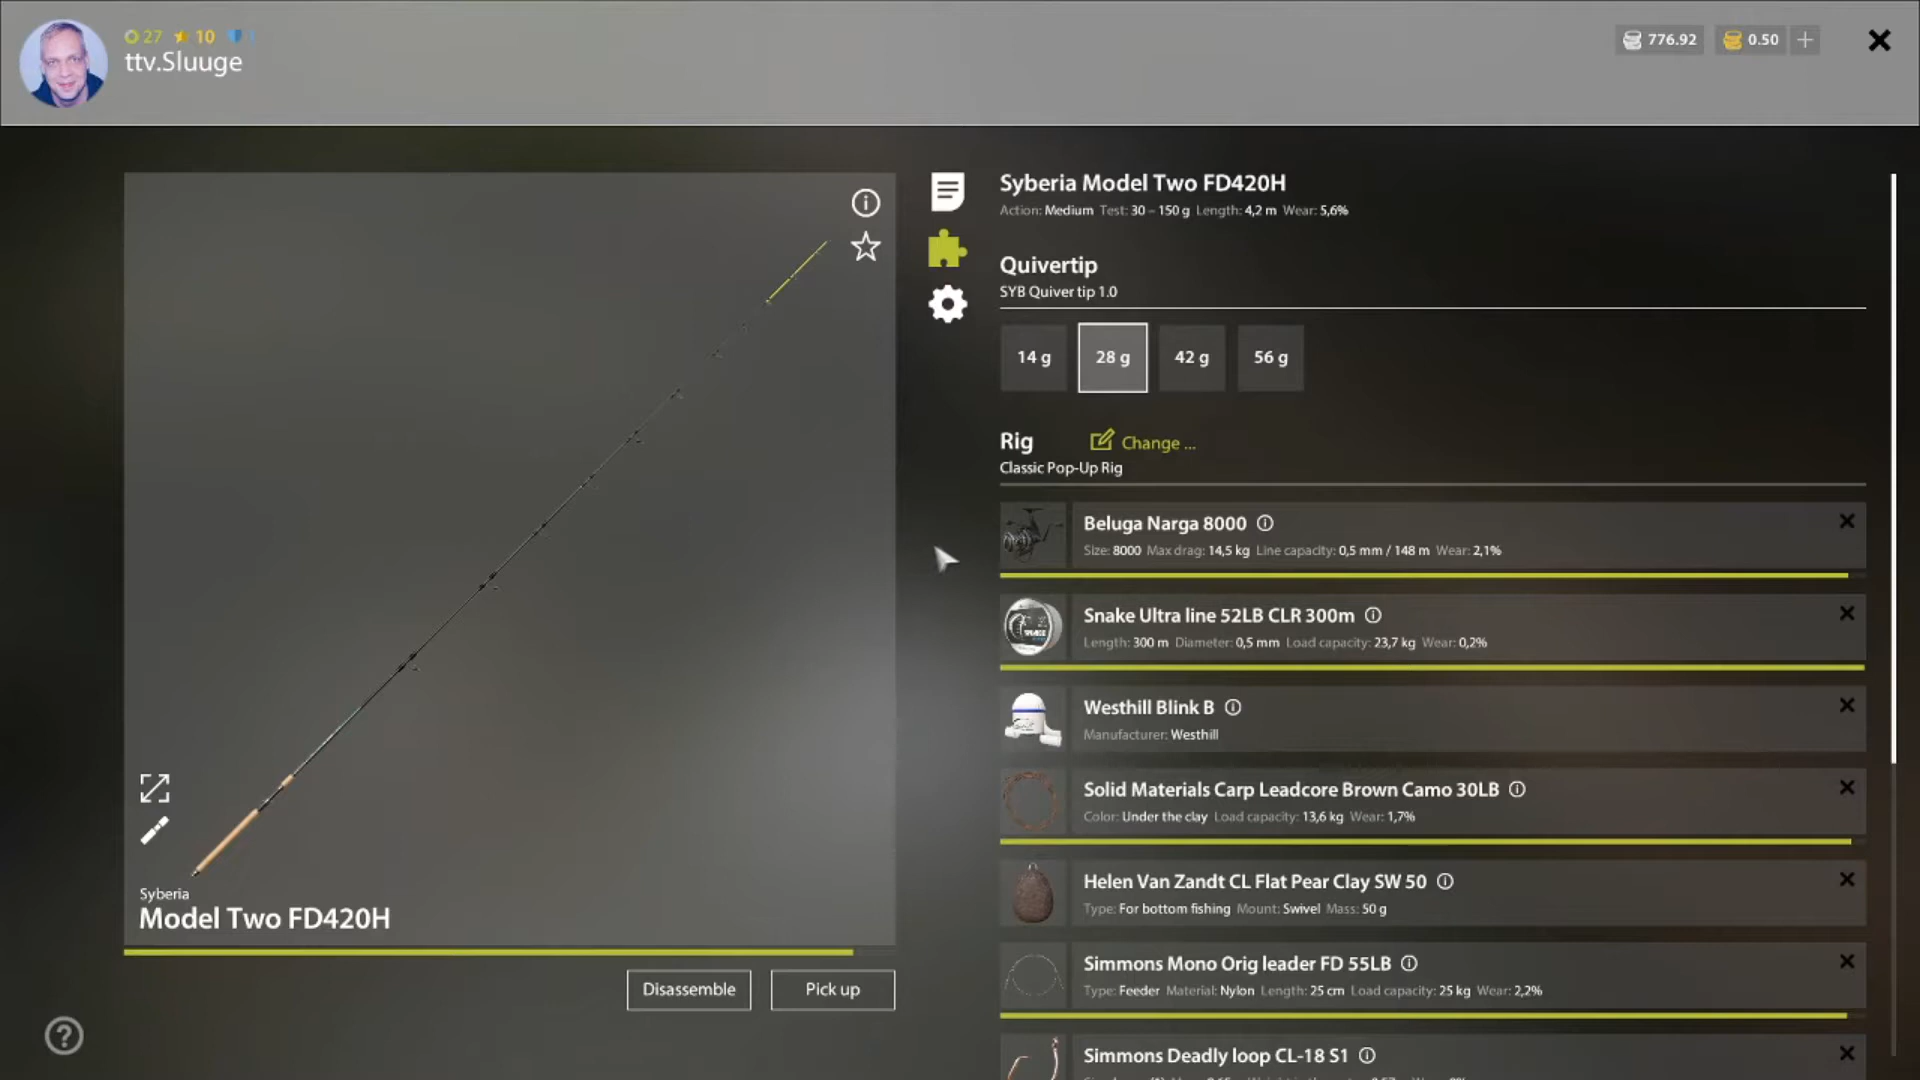 27 10
ttv.Sluuge
776.92 0.50
Syberia Model Two FD420H
Action: Medium Test: 30 – 150 g Length: 4,2 m Wear: 5,6%
Quivertip
SYB Quiver tip 1.0
14 g 28 g 42 g 56 g
Rig Change ...
Classic Pop-Up Rig
Beluga Narga 8000
Size: 8000 Max drag: 14,5 kg Line capacity: 0,5 mm / 148 m Wear: 2,1%
Snake Ultra line 52LB CLR 300m
Length: 300 m Diameter: 0,5 mm Load capacity: 23,7 kg Wear: 0,2%
Westhill Blink B
Manufacturer: Westhill
Solid Materials Carp Leadcore Brown Camo 30LB
Color: Under the clay Load capacity: 13,6 kg Wear: 1,7%
Helen Van Zandt CL Flat Pear Clay SW 50
Type: For bottom fishing Mount: Swivel Mass: 50 g
Simmons Mono Orig leader FD 55LB
Type: Feeder Material: Nylon Length: 25 cm Load capacity: 25 kg Wear: 2,2%
Simmons Deadly loop CL-18 S1
Syberia
Model Two FD420H
Disassemble Pick up